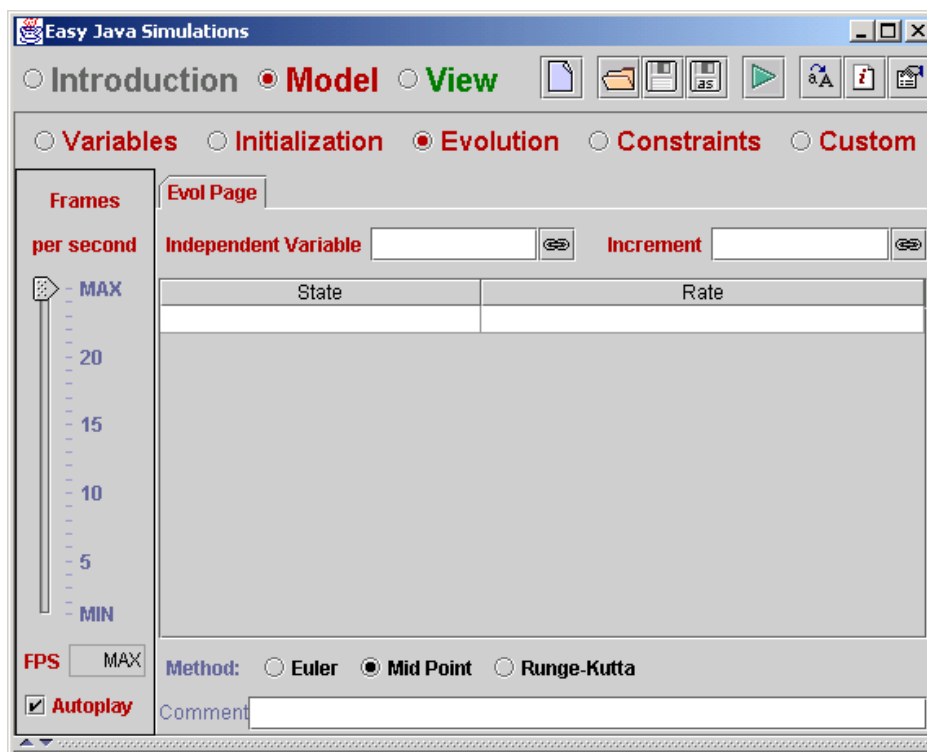 Easy Java Simulations
Introduction Model View
as aA i
Variables Initialization Evolution Constraints Custom
Frames
per second
MAX
20
15
10
5
MIN
FPS MAX
Autoplay
Evol Page
Independent Variable Increment
State Rate
Method: Euler Mid Point Runge-Kutta
Comment